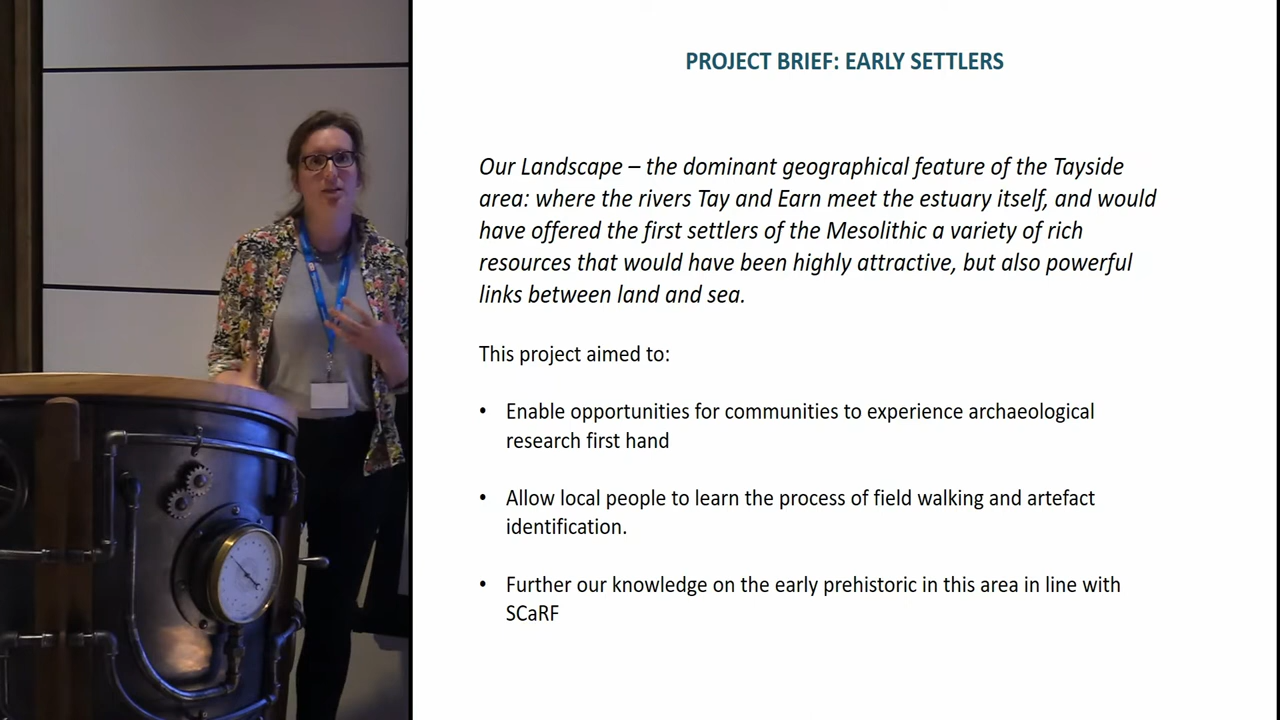 PROJECT BRIEF: EARLY SETTLERS
Our Landscape – the dominant geographical feature of the Tayside
area: where the rivers Tay and Earn meet the estuary itself, and would
have offered the first settlers of the Mesolithic a variety of rich
resources that would have been highly attractive, but also powerful
links between land and sea.
This project aimed to:
• Enable opportunities for communities to experience archaeological
research first hand
• Allow local people to learn the process of field walking and artefact
identification.
• Further our knowledge on the early prehistoric in this area in line with
SCaRF